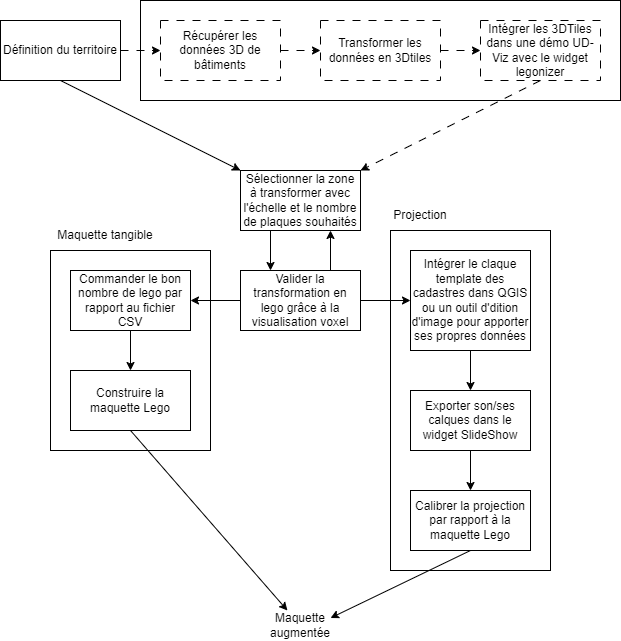 Définition du territoire
Récupérer les
données 3D de
bâtiments
Transformer les
données en 3Dtiles
Intégrer les 3DTiles
dans une démo UD-
Viz avec le widget
legonizer
Sélectionner la zone
à transformer avec
l'échelle et le nombre
de plaques souhaités
Maquette tangible
Projection
Commander le bon
nombre de lego par
rapport au fichier
CSV
Valider la
transformation en
lego grâce à la
visualisation voxel
Intégrer le claque
template des
cadastres dans QGIS
ou un outil d'dition
d'image pour apporter
ses propres données
Construire la
maquette Lego
Exporter son/ses
calques dans le
widget SlideShow
Calibrer la projection
par rapport à la
maquette Lego
Maquette
augmentée